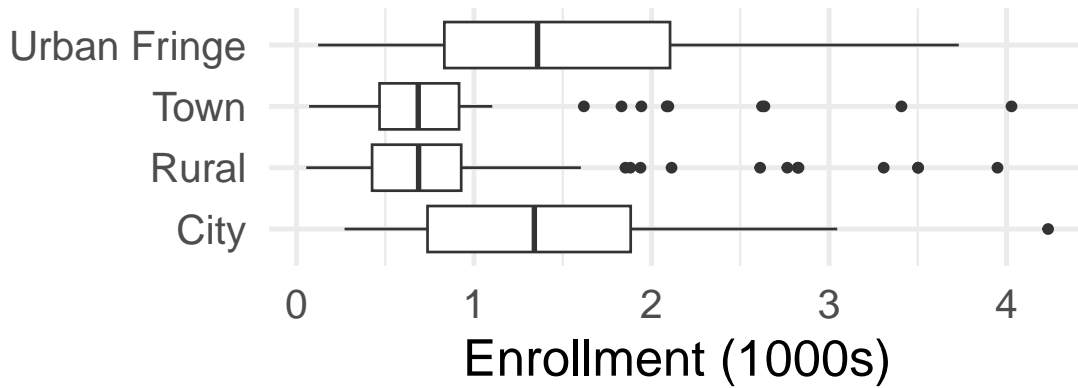 Urban Fringe
Town
Rural
City
0 1 2 3 4
Enrollment (1000s)